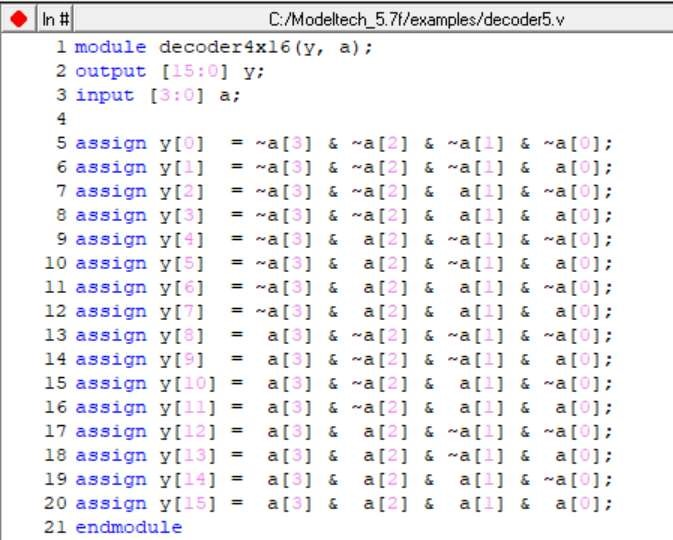 In # C:/Modeltech_5.7f/examples/decoder5.v
1 module decoder4x16(y, a);
2 output [15:0] y;
3 input [3:0] a;
4
5 assign y[0]  = ~a[3] & ~a[2] & ~a[1] & ~a[0];
6 assign y[1]  = ~a[3] & ~a[2] & ~a[1] &  a[0];
7 assign y[2]  = ~a[3] & ~a[2] &  a[1] & ~a[0];
8 assign y[3]  = ~a[3] & ~a[2] &  a[1] &  a[0];
9 assign y[4]  = ~a[3] &  a[2] & ~a[1] & ~a[0];
10 assign y[5]  = ~a[3] &  a[2] & ~a[1] &  a[0];
11 assign y[6]  = ~a[3] &  a[2] &  a[1] & ~a[0];
12 assign y[7]  = ~a[3] &  a[2] &  a[1] &  a[0];
13 assign y[8]  =  a[3] & ~a[2] & ~a[1] & ~a[0];
14 assign y[9]  =  a[3] & ~a[2] & ~a[1] &  a[0];
15 assign y[10] =  a[3] & ~a[2] &  a[1] & ~a[0];
16 assign y[11] =  a[3] & ~a[2] &  a[1] &  a[0];
17 assign y[12] =  a[3] &  a[2] & ~a[1] & ~a[0];
18 assign y[13] =  a[3] &  a[2] & ~a[1] &  a[0];
19 assign y[14] =  a[3] &  a[2] &  a[1] & ~a[0];
20 assign y[15] =  a[3] &  a[2] &  a[1] &  a[0];
21 endmodule